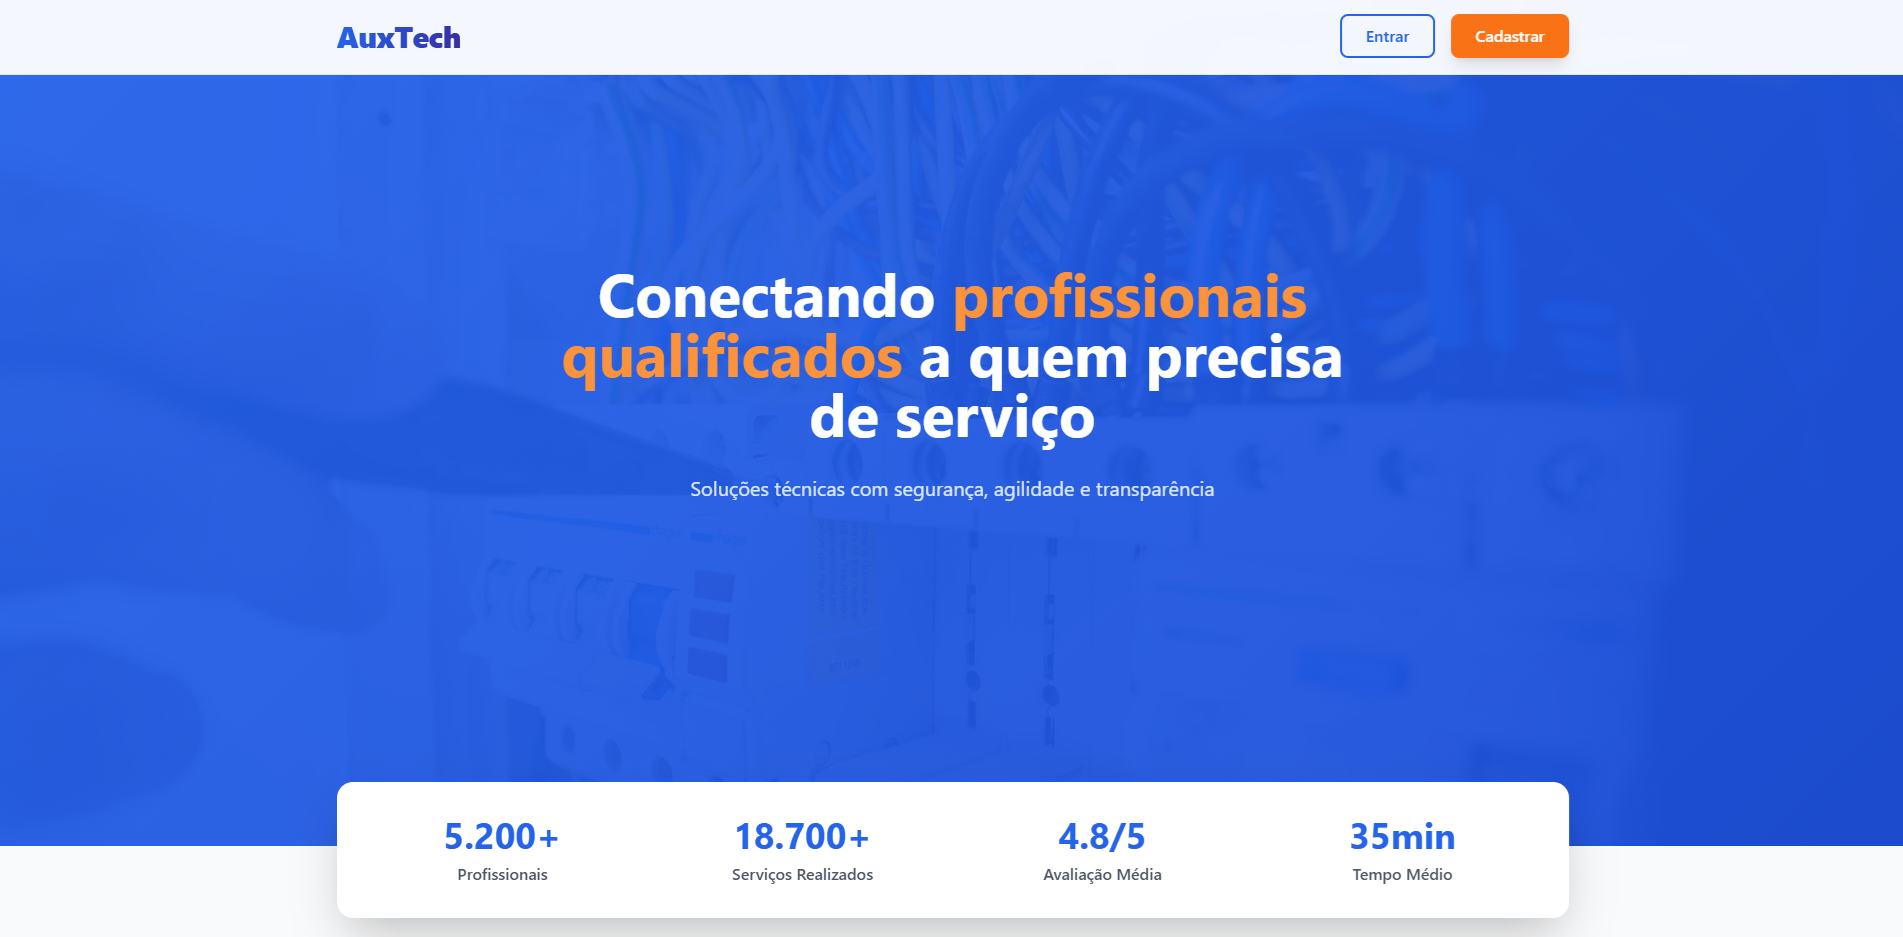 AuxTech
Entrar
Cadastrar
Conectando profissionais
qualificados a quem precisa
de serviço
Soluções técnicas com segurança, agilidade e transparência
5.200+
Profissionais
18.700+
Serviços Realizados
4.8/5
Avaliação Média
35min
Tempo Médio